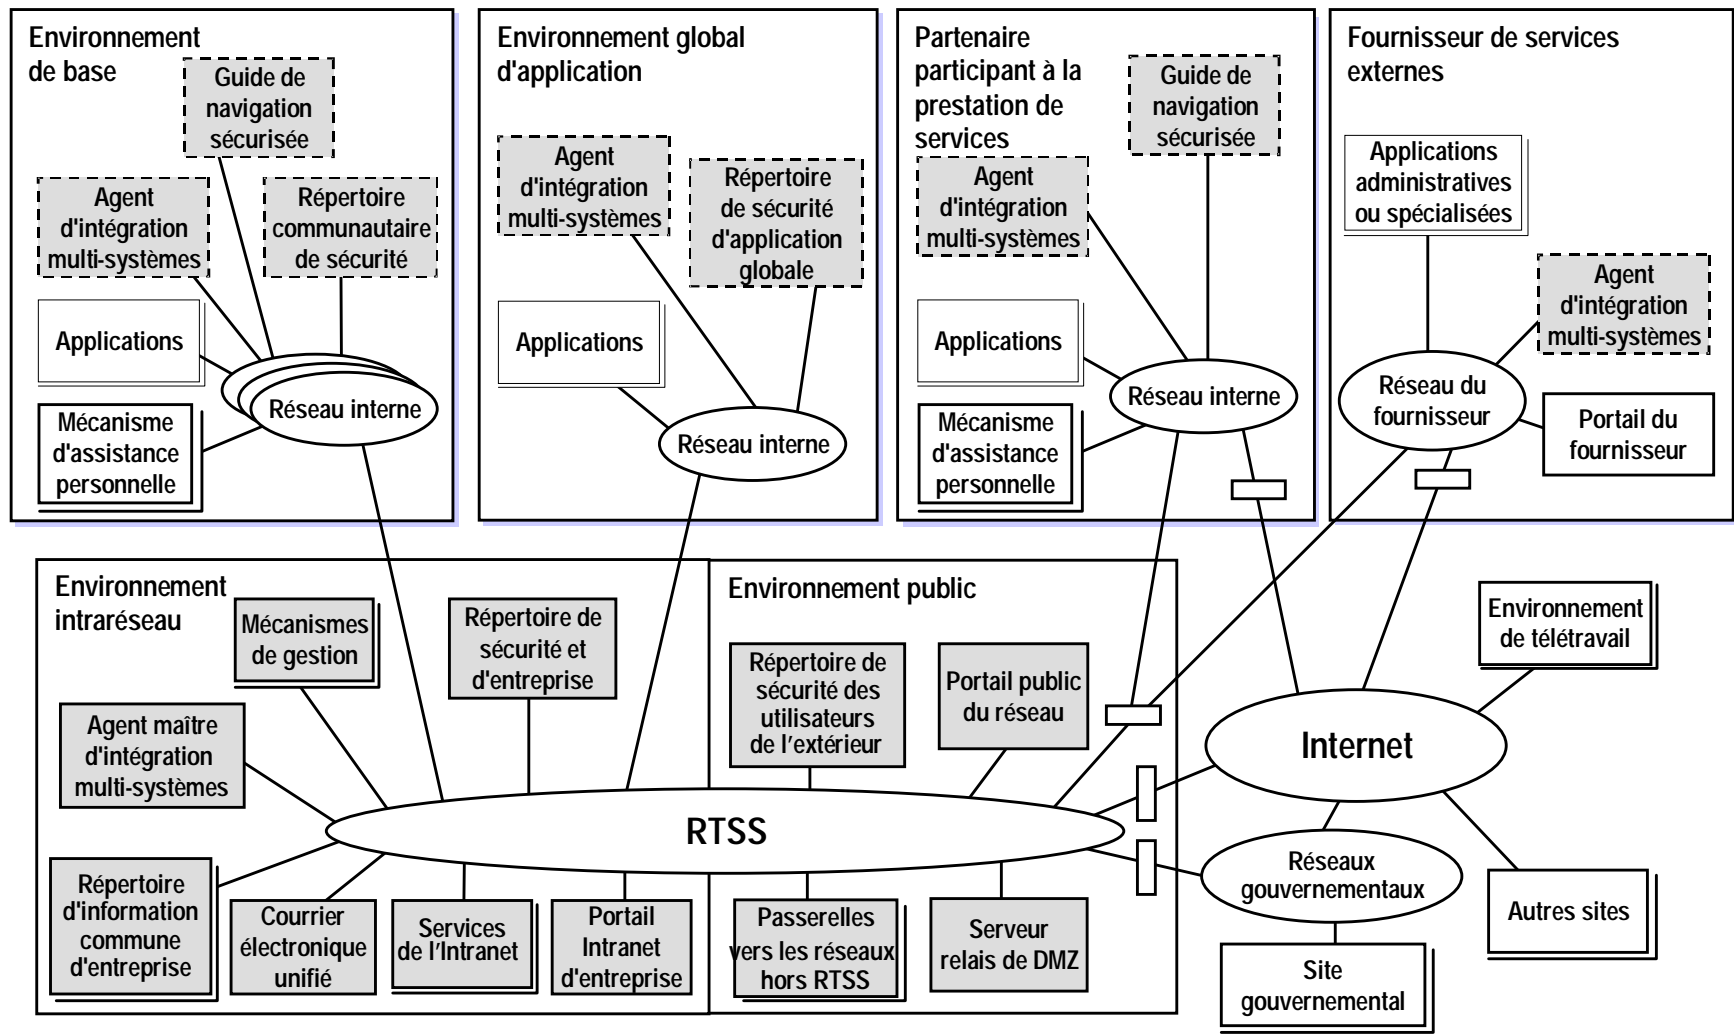 Environnement
de base
Guide de
navigation
sécurisée
Agent
d'intégration
multi-systèmes
Répertoire
communautaire
de sécurité
Applications
Mécanisme
d'assistance
personnelle
Réseau interne
Environnement global
d'application
Agent
d'intégration
multi-systèmes
Répertoire
de sécurité
d'application
globale
Applications
Réseau interne
Partenaire
participant à la
prestation de
services
Guide de
navigation
sécurisée
Agent
d'intégration
multi-systèmes
Applications
Mécanisme
d'assistance
personnelle
Réseau interne
Fournisseur de services
externes
Applications
administratives
ou spécialisées
Agent
d'intégration
multi-systèmes
Réseau du
fournisseur
Portail du
fournisseur
Environnement
intraréseau
Mécanismes
de gestion
Répertoire de
sécurité et
d'entreprise
Agent maître
d'intégration
multi-systèmes
Répertoire
d'information
commune
d'entreprise
Courrier
électronique
unifié
Services
de l'Intranet
Portail
Intranet
d'entreprise
RTSS
Environnement public
Répertoire de
sécurité des
utilisateurs
de l’extérieur
Portail public
du réseau
Passerelles
vers les réseaux
hors RTSS
Serveur
relais de DMZ
Environnement
de télétravail
Internet
Réseaux
gouvernementaux
Autres sites
Site
gouvernemental